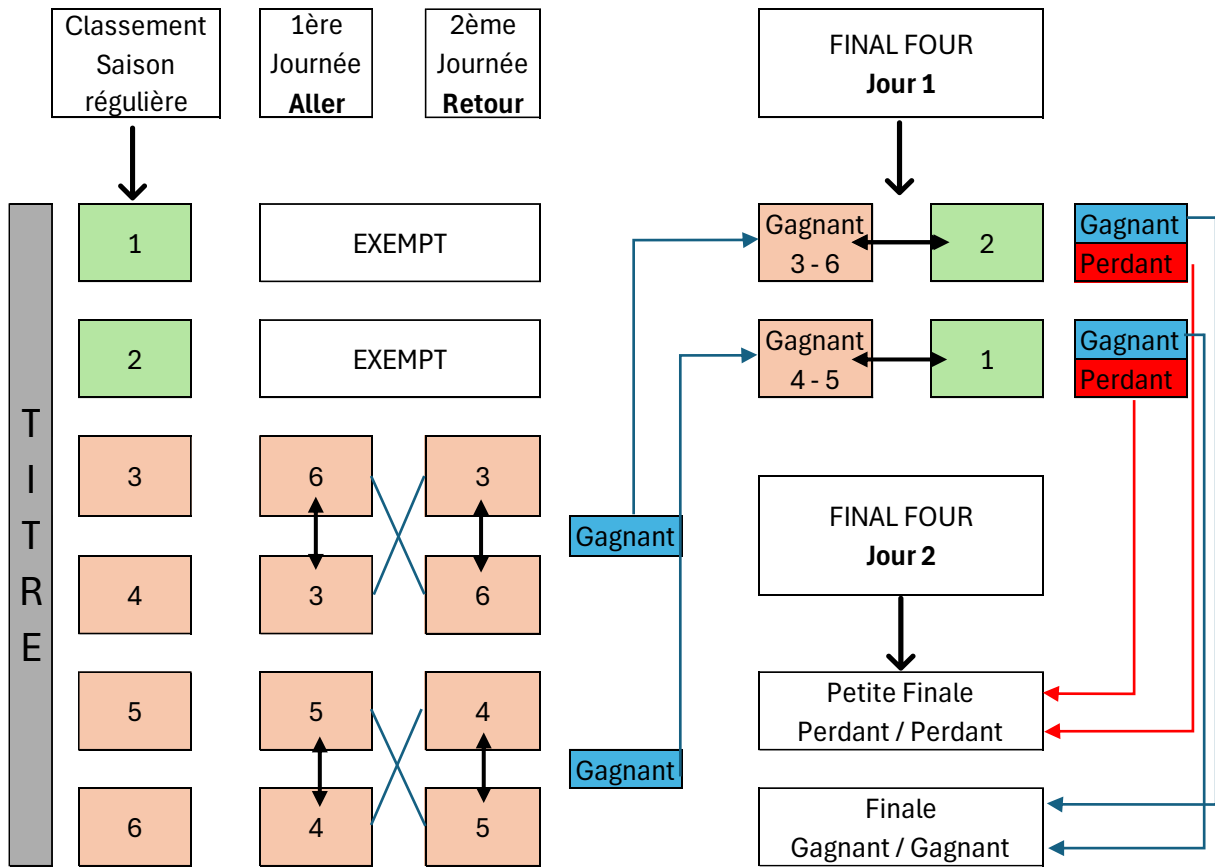 Classement
Saison
régulière
1ère
Journée
Aller
2ème
Journée
Retour
FINAL FOUR
Jour 1
TITRE
1
EXEMPT
Gagnant
3 - 6
2
Gagnant
Perdant
2
EXEMPT
Gagnant
4 - 5
1
Gagnant
Perdant
3
6
3
Gagnant
FINAL FOUR
Jour 2
4
3
6
5
5
4
Gagnant
Petite Finale
Perdant / Perdant
6
4
5
Finale
Gagnant / Gagnant